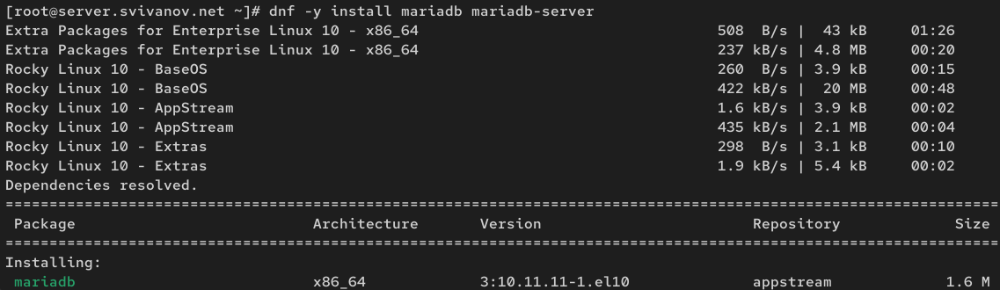 [root@server.svivanov.net ~]# dnf -y install mariadb mariadb-server
Extra Packages for Enterprise Linux 10 - x86_64                                  508  B/s |  43 kB     01:26
Extra Packages for Enterprise Linux 10 - x86_64                                  237 kB/s | 4.8 MB     00:20
Rocky Linux 10 - BaseOS                                                          260  B/s | 3.9 kB     00:15
Rocky Linux 10 - BaseOS                                                          422 kB/s |  20 MB     00:48
Rocky Linux 10 - AppStream                                                       1.6 kB/s | 3.9 kB     00:02
Rocky Linux 10 - AppStream                                                       435 kB/s | 2.1 MB     00:04
Rocky Linux 10 - Extras                                                          298  B/s | 3.1 kB     00:10
Rocky Linux 10 - Extras                                                          1.9 kB/s | 5.4 kB     00:02
Dependencies resolved.
=================================================================================================================
 Package                           Architecture       Version                        Repository             Size
=================================================================================================================
Installing:
 mariadb                           x86_64             3:10.11.11-1.el10              appstream             1.6 M